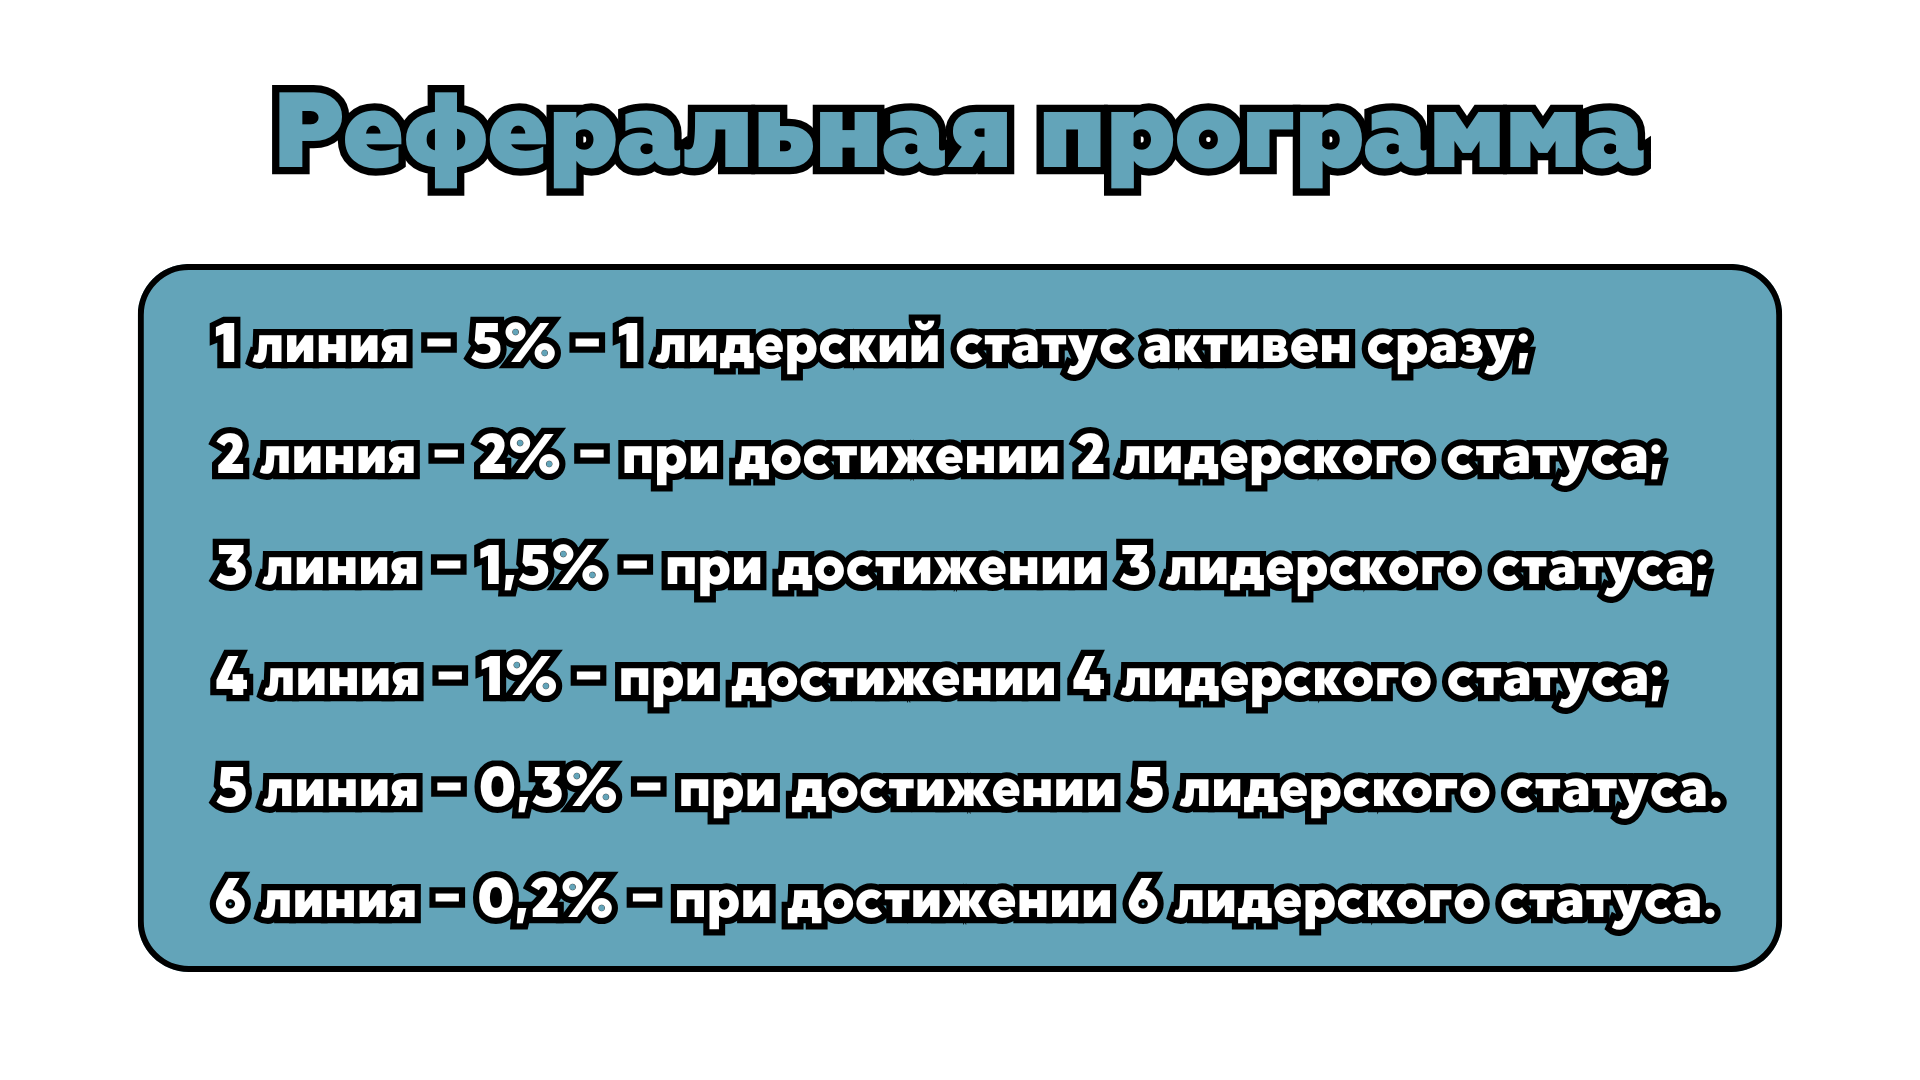 Реферальная программа
1 линия – 5% – 1 лидерский статус активен сразу;
2 линия – 2% – при достижении 2 лидерского статуса;
3 линия – 1,5% – при достижении 3 лидерского статуса;
4 линия – 1% – при достижении 4 лидерского статуса;
5 линия – 0,3% – при достижении 5 лидерского статуса.
6 линия – 0,2% – при достижении 6 лидерского статуса.